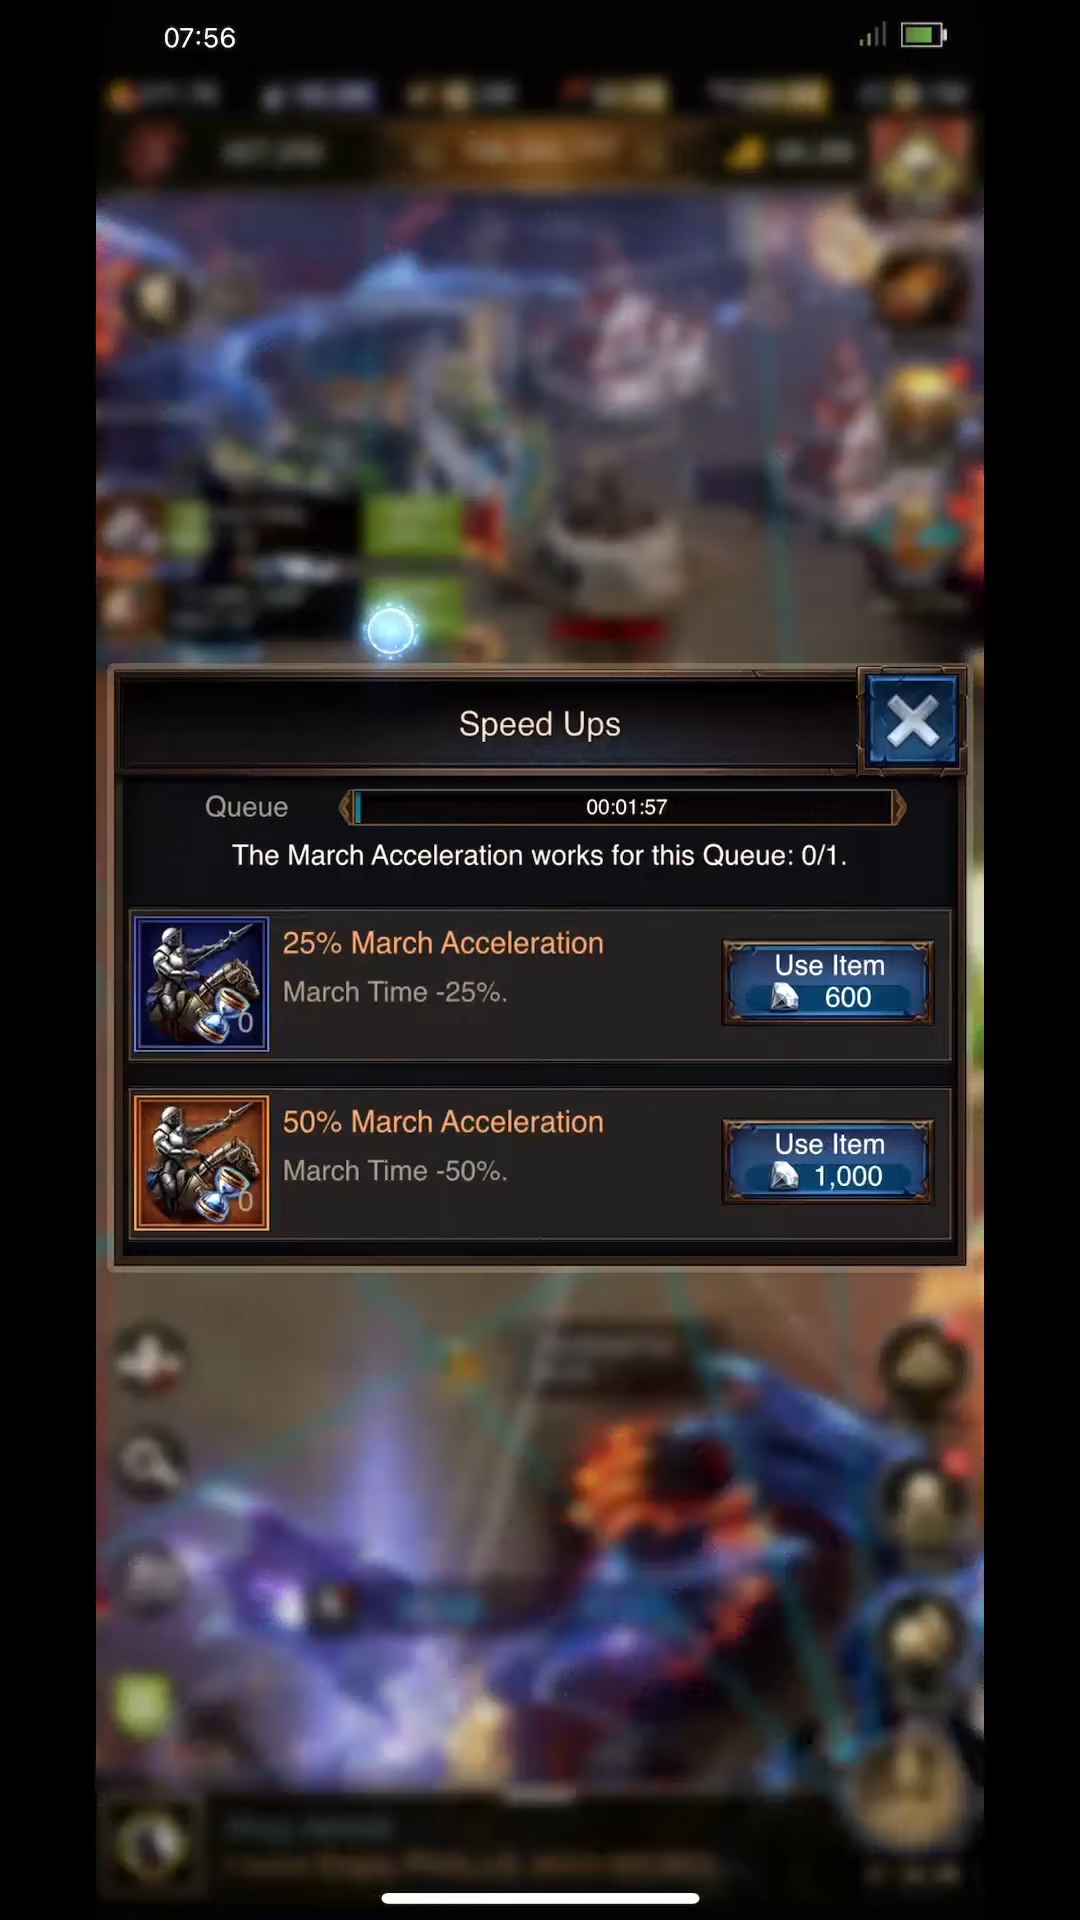 07:56
Speed Ups
Queue 00:01:57
The March Acceleration works for this Queue: 0/1.
25% March Acceleration
March Time -25%.
0
Use Item
600
50% March Acceleration
March Time -50%.
0
Use Item
1,000